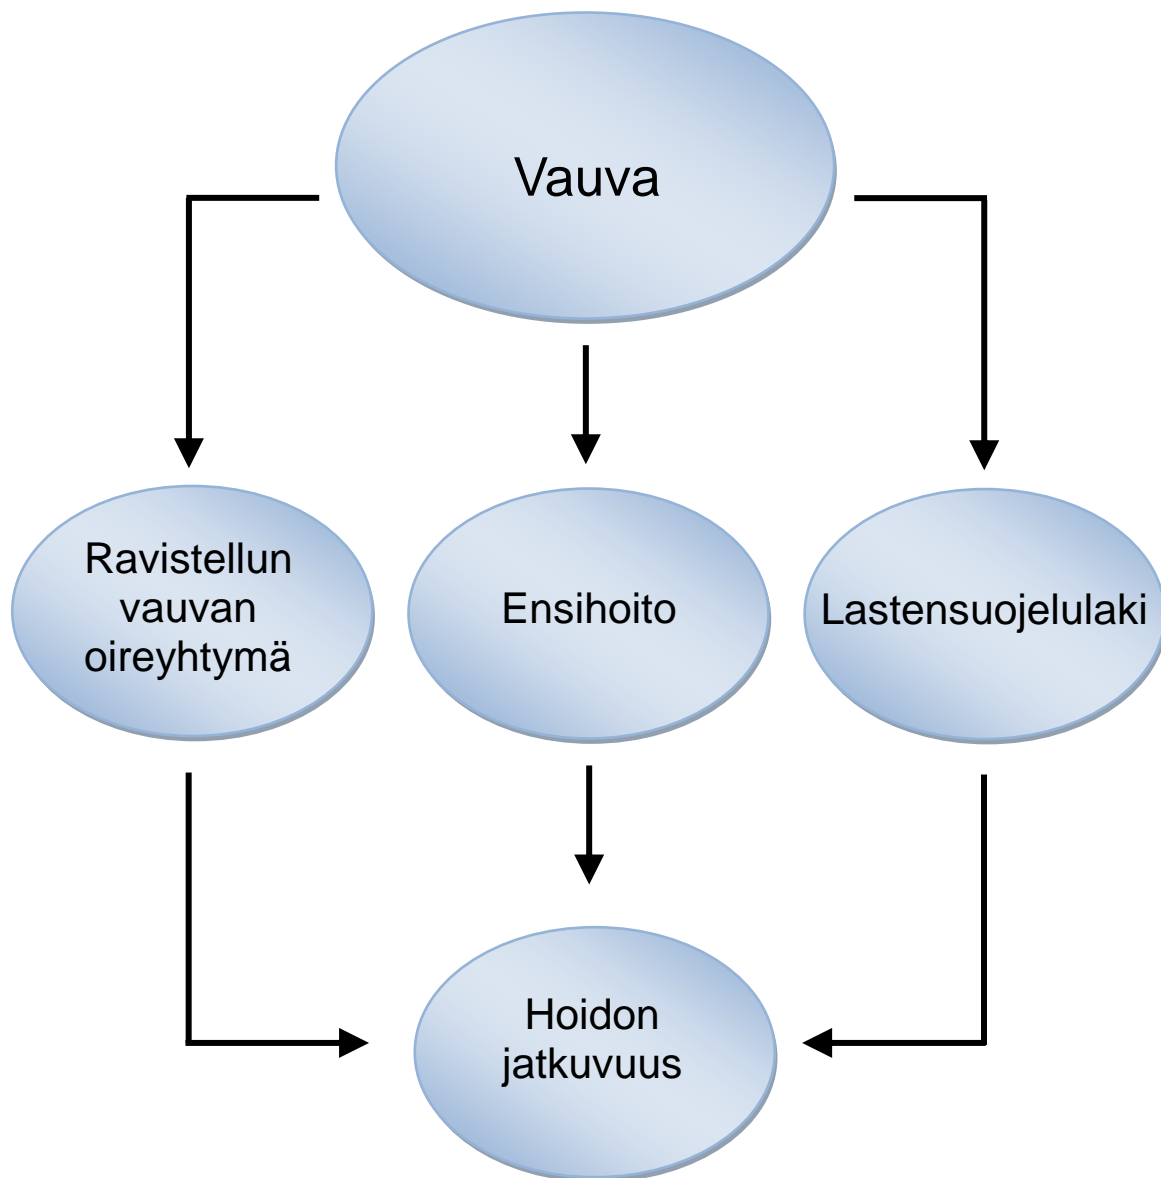 Vauva
Ravistellun
vauvan
oireyhtymä
Ensihoito
Lastensuojelulaki
Hoidon
jatkuvuus